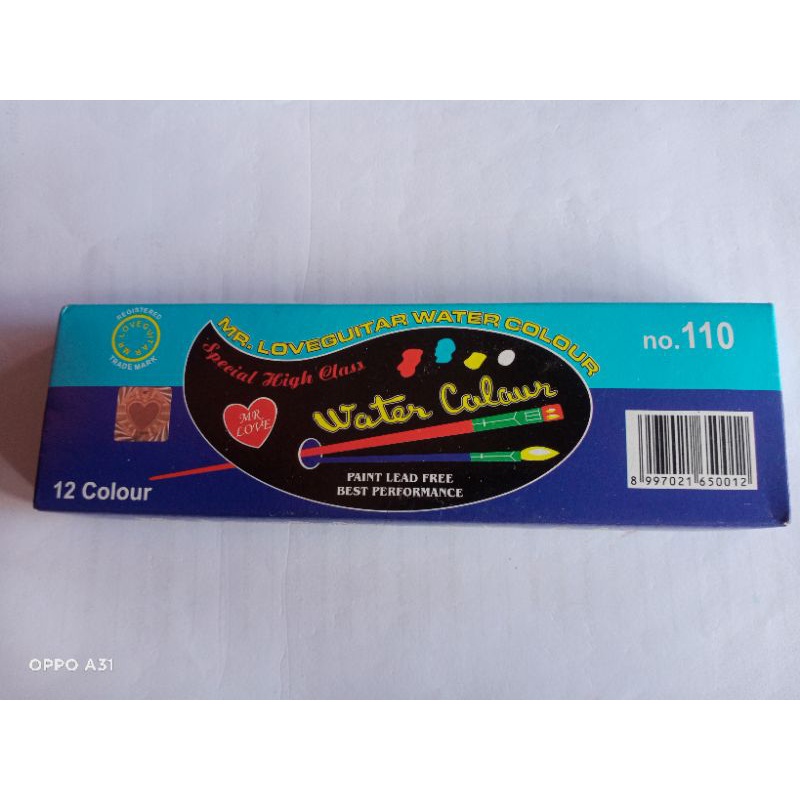 REGISTERED
MR. LOVEGUITAR
TRADE MARK
MR. LOVEGUITAR WATER COLOUR
no.110
Special High Class
Water Colour
MR
LOVE
PAINT LEAD FREE
BEST PERFORMANCE
12 Colour
8 997021 650012
OPPO A31